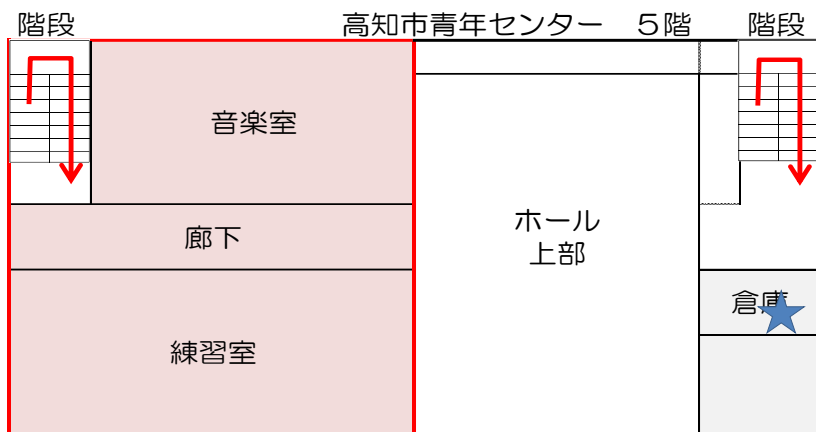 階段
高知市青年センター　５階
階段
音楽室
廊下
ホール
上部
倉庫
練習室